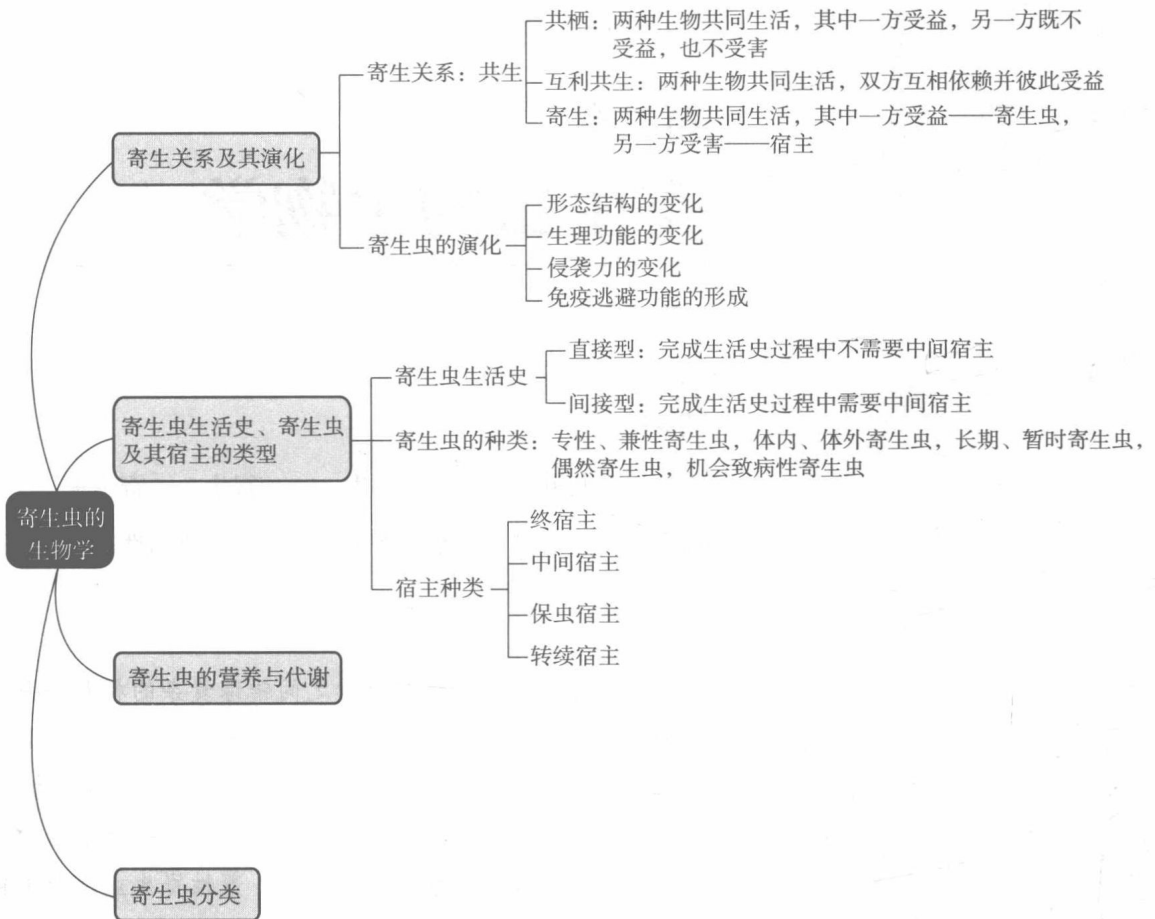 共栖：两种生物共同生活，其中一方受益，另一方既不
受益，也不受害
寄生关系：共生
互利共生：两种生物共同生活，双方互相依赖并彼此受益
寄生：两种生物共同生活，其中一方受益——寄生虫，
另一方受害——宿主
寄生关系及其演化
形态结构的变化
寄生虫的演化
生理功能的变化
侵袭力的变化
免疫逃避功能的形成
直接型：完成生活史过程中不需要中间宿主
寄生虫生活史
间接型：完成生活史过程中需要中间宿主
寄生虫生活史、寄生虫
及其宿主的类型
寄生虫的种类：专性、兼性寄生虫，体内、体外寄生虫，长期、暂时寄生虫，
偶然寄生虫，机会致病性寄生虫
寄生虫的
生物学
终宿主
中间宿主
宿主种类
保虫宿主
转续宿主
寄生虫的营养与代谢
寄生虫分类